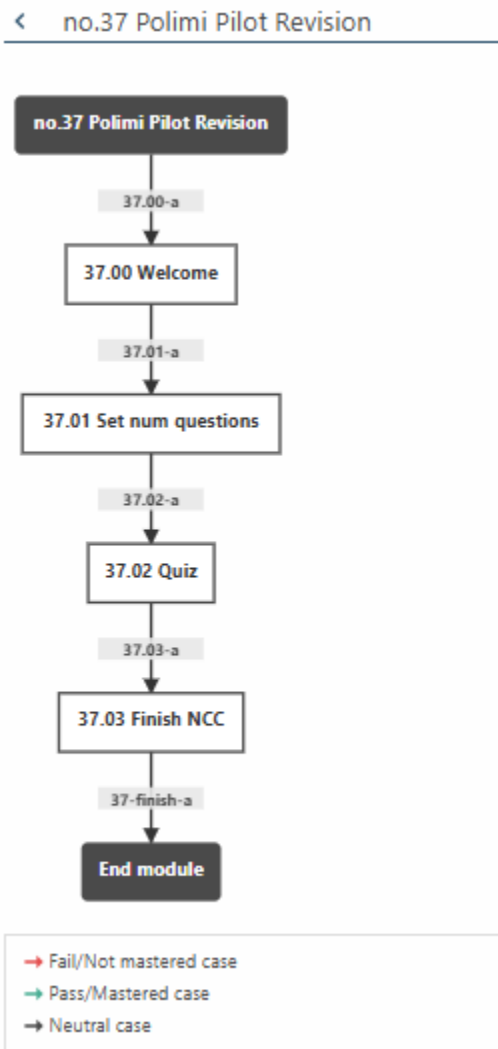 no.37 Polimi Pilot Revision
no.37 Polimi Pilot Revision
37.00-a
37.00 Welcome
37.01-a
37.01 Set num questions
37.02-a
37.02 Quiz
37.03-a
37.03 Finish NCC
37-finish-a
End module
Fail/Not mastered case
Pass/Mastered case
Neutral case